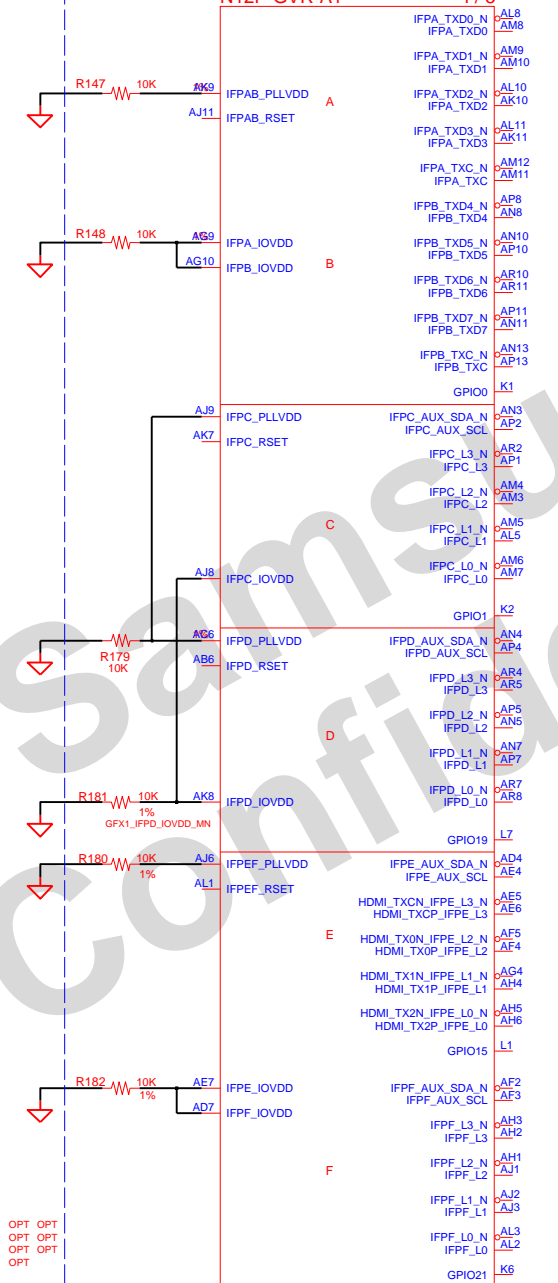 N12P-GVR-A1 1 / 6
IFPA_TXD0_N AL8
IFPA_TXD0 AM8
IFPA_TXD1_N AM9
IFPA_TXD1 AM10
R147 10K 1% AK9 IFPAB_PLLVDD A IFPA_TXD2_N AL10
IFPA_TXD2 AK10
AJ11 IFPAB_RSET
IFPA_TXD3_N AL11
IFPA_TXD3 AK11
IFPA_TXC_N AM12
IFPA_TXC AM11
IFPB_TXD4_N AP8
IFPB_TXD4 AN8
R148 10K 1% AG9 IFPA_IOVDD IFPB_TXD5_N AN10
IFPB_TXD5 AP10
AG10 IFPB_IOVDD B
IFPB_TXD6_N AR10
IFPB_TXD6 AR11
IFPB_TXD7_N AP11
IFPB_TXD7 AN11
IFPB_TXC_N AN13
IFPB_TXC AP13
GPIO0 K1
AJ9 IFPC_PLLVDD IFPC_AUX_SDA_N AN3
IFPC_AUX_SCL AP2
AK7 IFPC_RSET
IFPC_L3_N AR2
IFPC_L3 AP1
IFPC_L2_N AM4
IFPC_L2 AM3
C
IFPC_L1_N AM5
IFPC_L1 AL5
IFPC_L0_N AM6
AJ8 IFPC_IOVDD IFPC_L0 AM7
GPIO1 K2
R179 10K 1% AG6 IFPD_PLLVDD IFPD_AUX_SDA_N AN4
IFPD_AUX_SCL AP4
AB6 IFPD_RSET
IFPD_L3_N AR4
IFPD_L3 AR5
IFPD_L2_N AP5
IFPD_L2 AN5
D
IFPD_L1_N AN7
IFPD_L1 AP7
IFPD_L0_N AR7
R181 10K 1% AK8 IFPD_IOVDD IFPD_L0 AR8
GFX1_IFPD_IOVDD_MN
GPIO19 L7
R180 10K 1% AJ6 IFPEF_PLLVDD IFPE_AUX_SDA_N AD4
IFPE_AUX_SCL AE4
AL1 IFPEF_RSET
HDMI_TXCN_IFPE_L3_N AE5
HDMI_TXCP_IFPE_L3 AE6
E
HDMI_TX0N_IFPE_L2_N AF5
HDMI_TX0P_IFPE_L2 AF4
HDMI_TX1N_IFPE_L1_N AG4
HDMI_TX1P_IFPE_L1 AH4
HDMI_TX2N_IFPE_L0_N AH5
HDMI_TX2P_IFPE_L0 AH6
GPIO15 L1
R182 10K 1% AE7 IFPE_IOVDD IFPF_AUX_SDA_N AF2
IFPF_AUX_SCL AF3
AD7 IFPF_IOVDD
IFPF_L3_N AH3
IFPF_L3 AH2
IFPF_L2_N AH1
IFPF_L2 AJ1
F
IFPF_L1_N AJ2
IFPF_L1 AJ3
OPT OPT
OPT OPT
IFPF_L0_N AL3
OPT OPT IFPF_L0 AL2
OPT
GPIO21 K6
Samsu
Confide